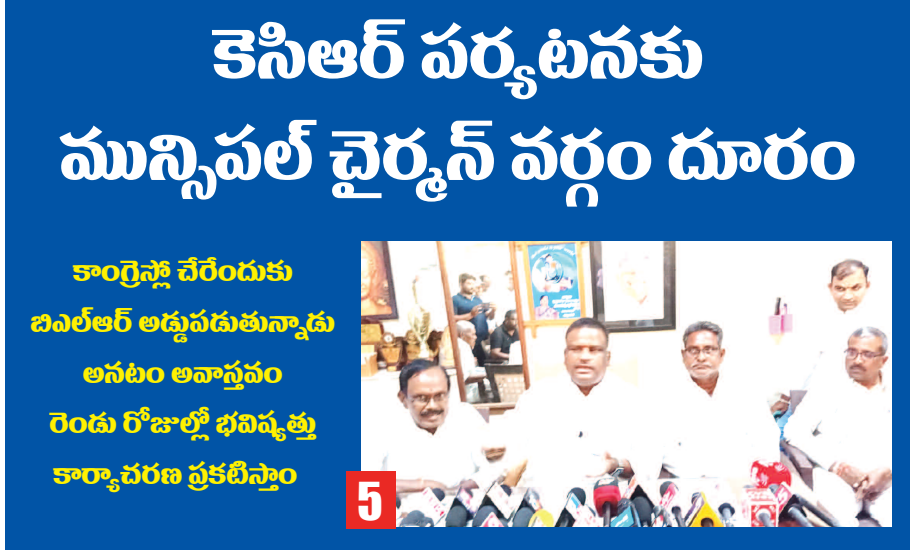 కెసిఆర్ పర్యటనకు
మున్సిపల్ చైర్మన్ వర్గం దూరం
కాంగ్రెస్లో చేరేందుకు
బిఎల్ఆర్ అడ్డుపడుతున్నాడు
అనటం అవాస్తవం
రెండు రోజుల్లో భవిష్యత్తు
కార్యాచరణ ప్రకటిస్తాం
5